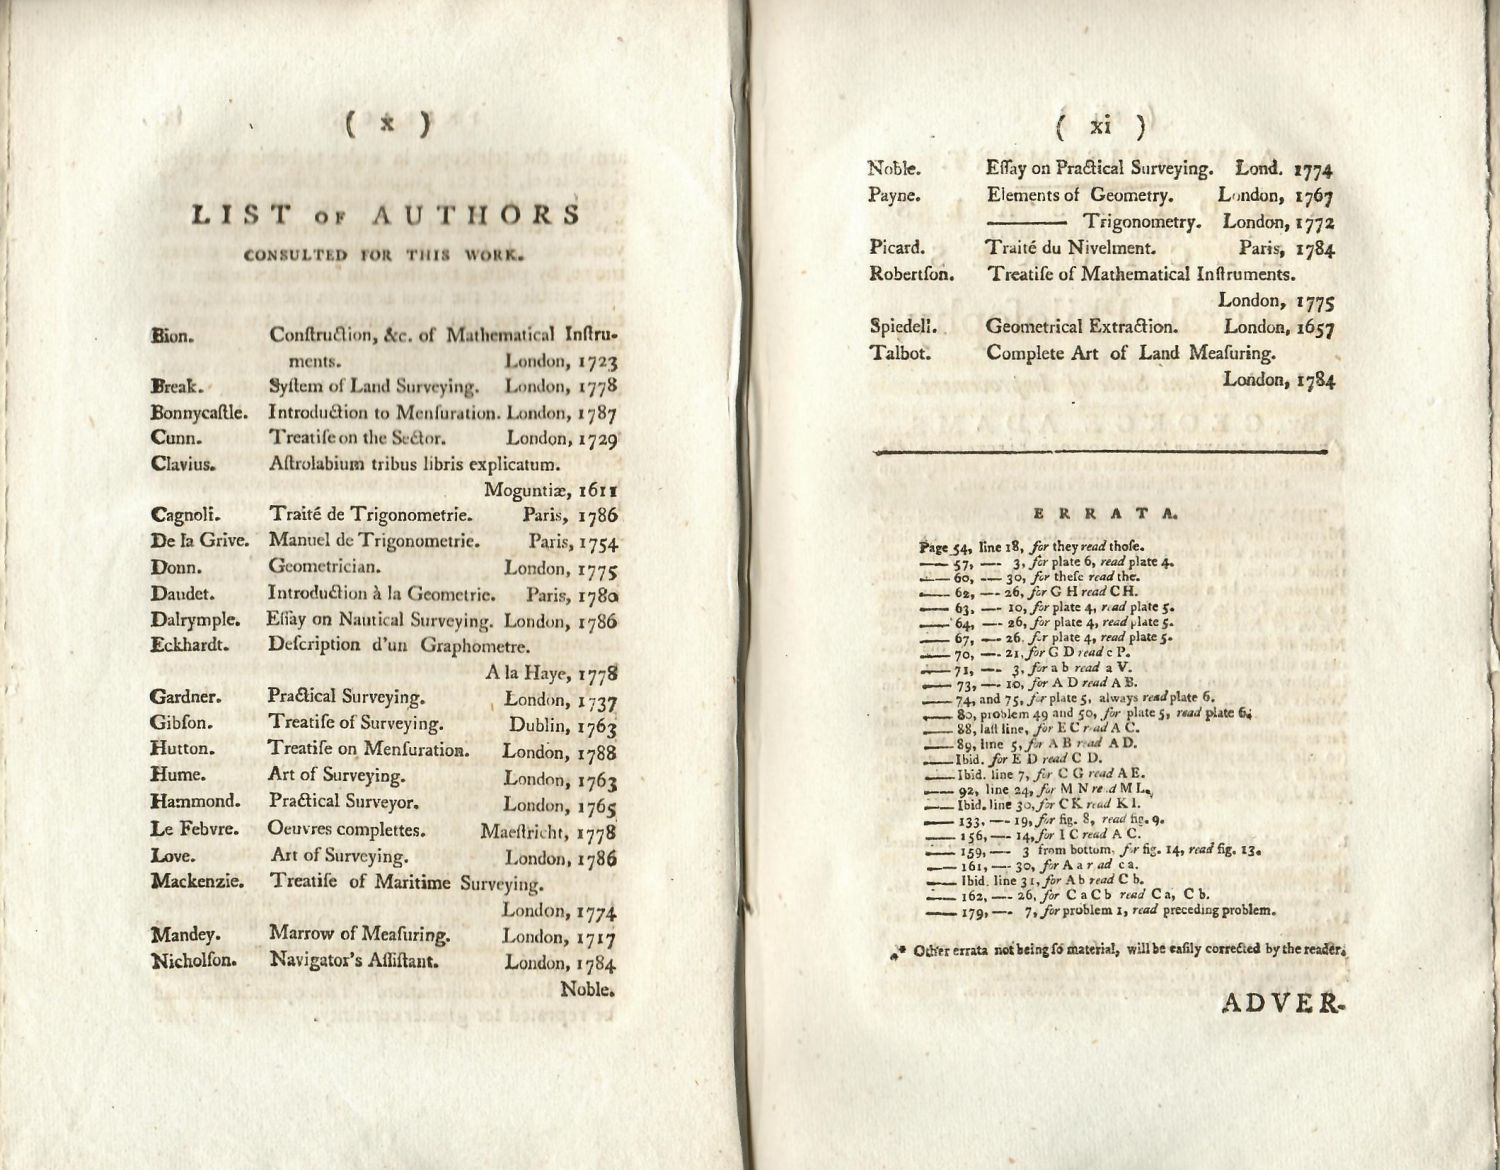 ( x )
LIST OF AUTHORS
CONSULTED FOR THIS WORK.
Bion. Conſtruction, &c. of Mathematical Inſtru-
ments. London, 1723
Break. Syſtem of Land Surveying. London, 1778
Bonnycaſtle. Introduction to Menſuration. London, 1787
Cunn. Treatiſe on the Sector. London, 1729
Clavius. Aſtrolabium tribus libris explicatum.
Moguntiæ, 1611
Cagnoli. Traité de Trigonometrie. Paris, 1786
De la Grive. Manuel de Trigonometrie. Paris, 1754
Donn. Geometrician. London, 1775
Daudet. Introduction à la Geometrie. Paris, 1780
Dalrymple. Eſſay on Nautical Surveying. London, 1786
Eckhardt. Deſcription d'un Graphometre.
A la Haye, 1778
Gardner. Practical Surveying. London, 1737
Gibſon. Treatiſe of Surveying. Dublin, 1763
Hutton. Treatiſe on Menſuration. London, 1788
Hume. Art of Surveying. London, 1763
Hammond. Practical Surveyor. London, 1765
Le Febvre. Oeuvres complettes. Maeſtricht, 1778
Love. Art of Surveying. London, 1786
Mackenzie. Treatiſe of Maritime Surveying.
London, 1774
Mandey. Marrow of Meaſuring. London, 1717
Nicholſon. Navigator's Aſſiſtant. London, 1784
Noble.
( xi )
Noble. Eſſay on Practical Surveying. Lond. 1774
Payne. Elements of Geometry. London, 1767
——— Trigonometry. London, 1772
Picard. Traité du Nivelment. Paris, 1784
Robertſon. Treatiſe of Mathematical Inſtruments.
London, 1775
Spiedell. Geometrical Extraction. London, 1657
Talbot. Complete Art of Land Meaſuring.
London, 1784
ERRATA.
Page 54, line 18, for they read thoſe.
—— 57, —— 3, for plate 6, read plate 4.
—— 60, —— 30, for theſe read the.
—— 62, —— 26, for G H read C H.
—— 63, —— 10, for plate 4, read plate 5.
—— 64, —— 26, for plate 4, read plate 5.
—— 67, —— 26. for plate 4, read plate 5.
—— 70, —— 21, for G D read c P.
—— 71, —— 3, for a b read a V.
—— 73, —— 10, for A D read A B.
—— 74, and 75, for plate 5, always read plate 6.
—— 80, problem 49 and 50, for plate 5, read plate 6.
—— 88, laſt line, for E C read A C.
—— 89, line 5, for A B read A D.
—— Ibid. for E D read C D.
—— Ibid. line 7, for C G read A E.
—— 92, line 24, for M N read M L.
—— Ibid. line 30, for C K read K l.
—— 133, —— 19, for fig. 8, read fig. 9.
—— 156, —— 14, for I C read A C.
—— 159, —— 3 from bottom, for fig. 14, read fig. 13.
—— 161, —— 30, for A a read c a.
—— Ibid. line 31, for A b read C b.
—— 162, —— 26, for C a C b read C a, C b.
—— 179, —— 7, for problem 1, read preceding problem.
⁂ Other errata not being ſo material, will be eaſily corrected by the reader.
ADVER-